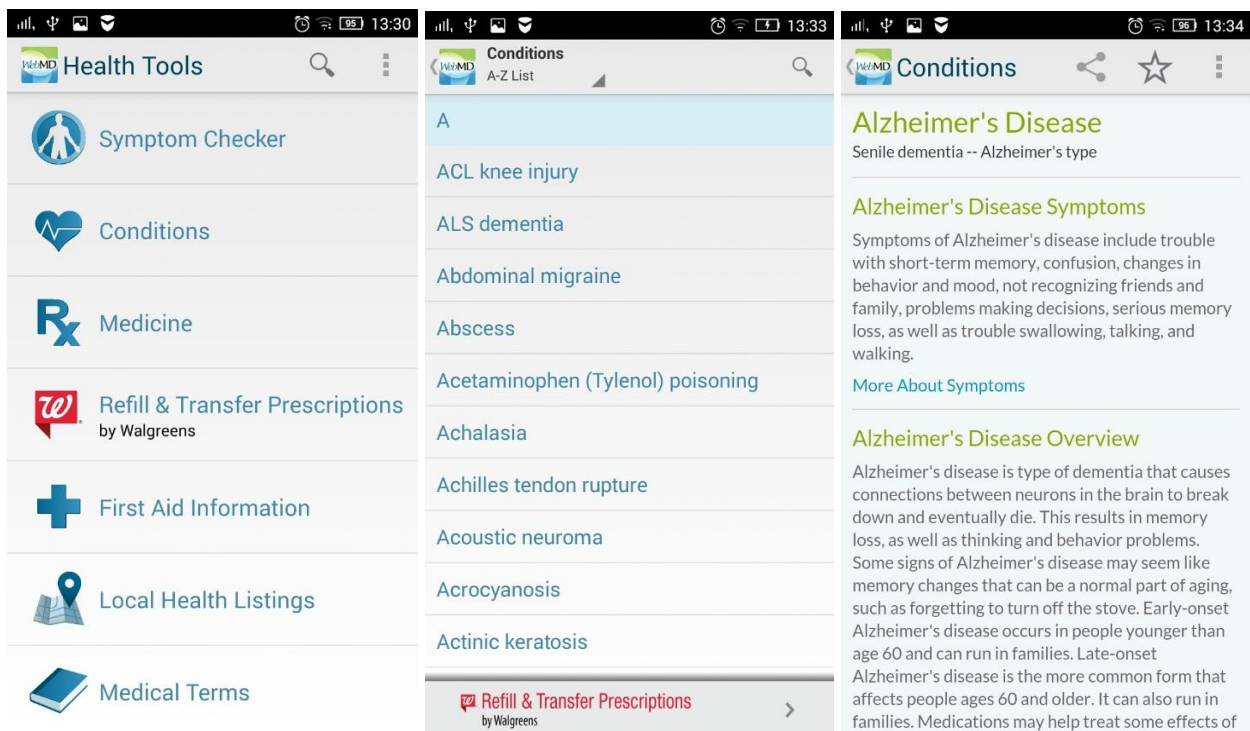 95 13:30
WebMD Health Tools
Symptom Checker
Conditions
Rx Medicine
W Refill & Transfer Prescriptions
by Walgreens
First Aid Information
Local Health Listings
Medical Terms
13:33
WebMD Conditions
A-Z List
A
ACL knee injury
ALS dementia
Abdominal migraine
Abscess
Acetaminophen (Tylenol) poisoning
Achalasia
Achilles tendon rupture
Acoustic neuroma
Acrocyanosis
Actinic keratosis
W Refill & Transfer Prescriptions
by Walgreens
96 13:34
WebMD Conditions
Alzheimer's Disease
Senile dementia -- Alzheimer's type
Alzheimer's Disease Symptoms
Symptoms of Alzheimer's disease include trouble
with short-term memory, confusion, changes in
behavior and mood, not recognizing friends and
family, problems making decisions, serious memory
loss, as well as trouble swallowing, talking, and
walking.
More About Symptoms
Alzheimer's Disease Overview
Alzheimer's disease is type of dementia that causes
connections between neurons in the brain to break
down and eventually die. This results in memory
loss, as well as thinking and behavior problems.
Some signs of Alzheimer's disease may seem like
memory changes that can be a normal part of aging,
such as forgetting to turn off the stove. Early-onset
Alzheimer's disease occurs in people younger than
age 60 and can run in families. Late-onset
Alzheimer's disease is the more common form that
affects people ages 60 and older. It can also run in
families. Medications may help treat some effects of